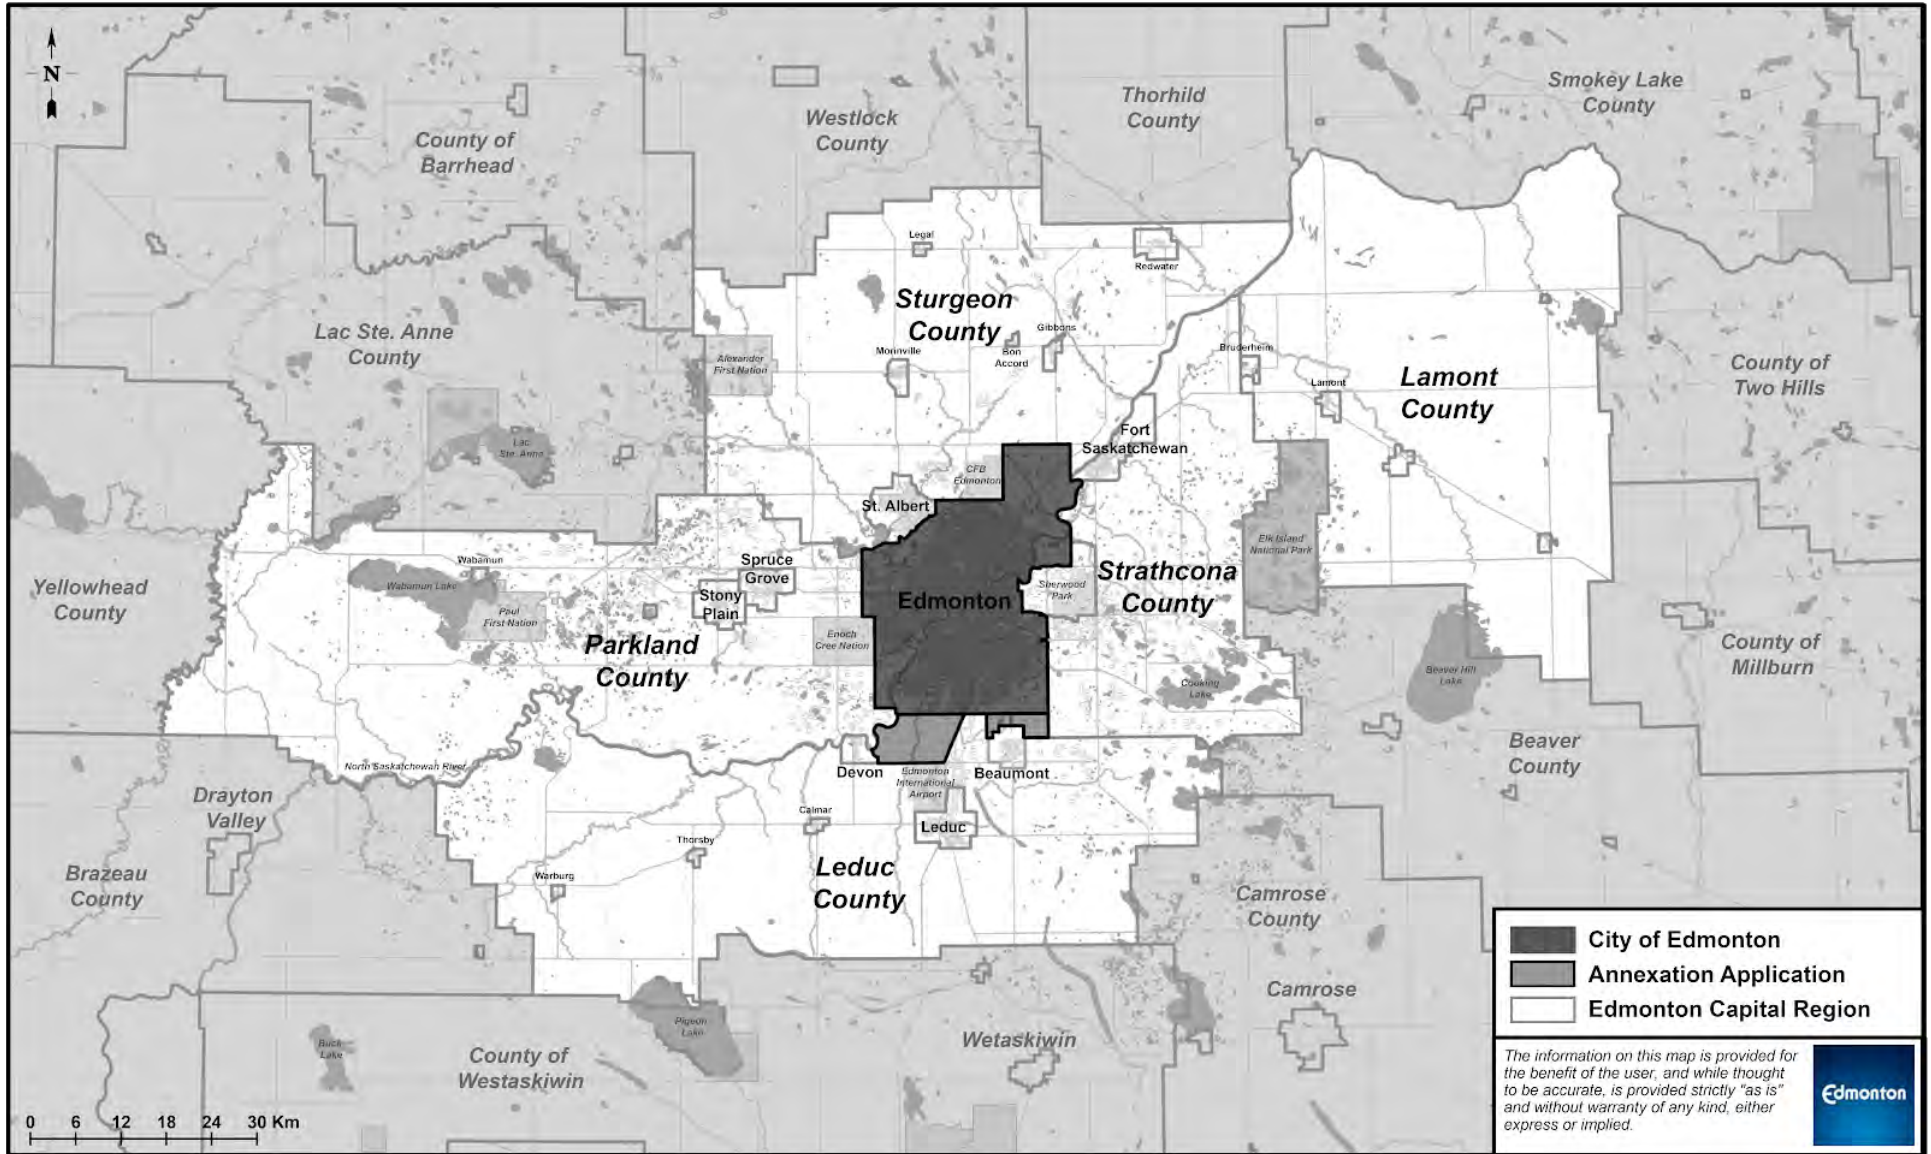 N
County of
Barrhead
Westlock
County
Thorhild
County
Smokey Lake
County
Legal
Redwater
Sturgeon
County
Lac Ste. Anne
County
Alexander
First Nation
Morinville
Bon
Accord
Gibbons
Bruderheim
Lamont
Lamont
County
County of
Two Hills
Lac
Ste. Anne
CFB
Edmonton
Fort
Saskatchewan
St. Albert
Elk Island
National Park
Yellowhead
County
Wabamun
Wabamun Lake
Paul
First Nation
Spruce
Grove
Stony
Plain
Edmonton
Sherwood
Park
Strathcona
County
Parkland
County
Enoch
Cree Nation
Cooking
Lake
Beaver Hill
Lake
County of
Millburn
Beaver
County
North Saskatchewan River
Devon
Edmonton
International
Airport
Beaumont
Drayton
Valley
Calmar
Leduc
Thorsby
Warburg
Leduc
County
Brazeau
County
Camrose
County
Camrose
Pigeon
Lake
Buck
Lake
County of
Westaskiwin
Wetaskiwin
0 6 12 18 24 30 Km
City of Edmonton
Annexation Application
Edmonton Capital Region
The information on this map is provided for
the benefit of the user, and while thought
to be accurate, is provided strictly "as is"
and without warranty of any kind, either
express or implied.
Edmonton